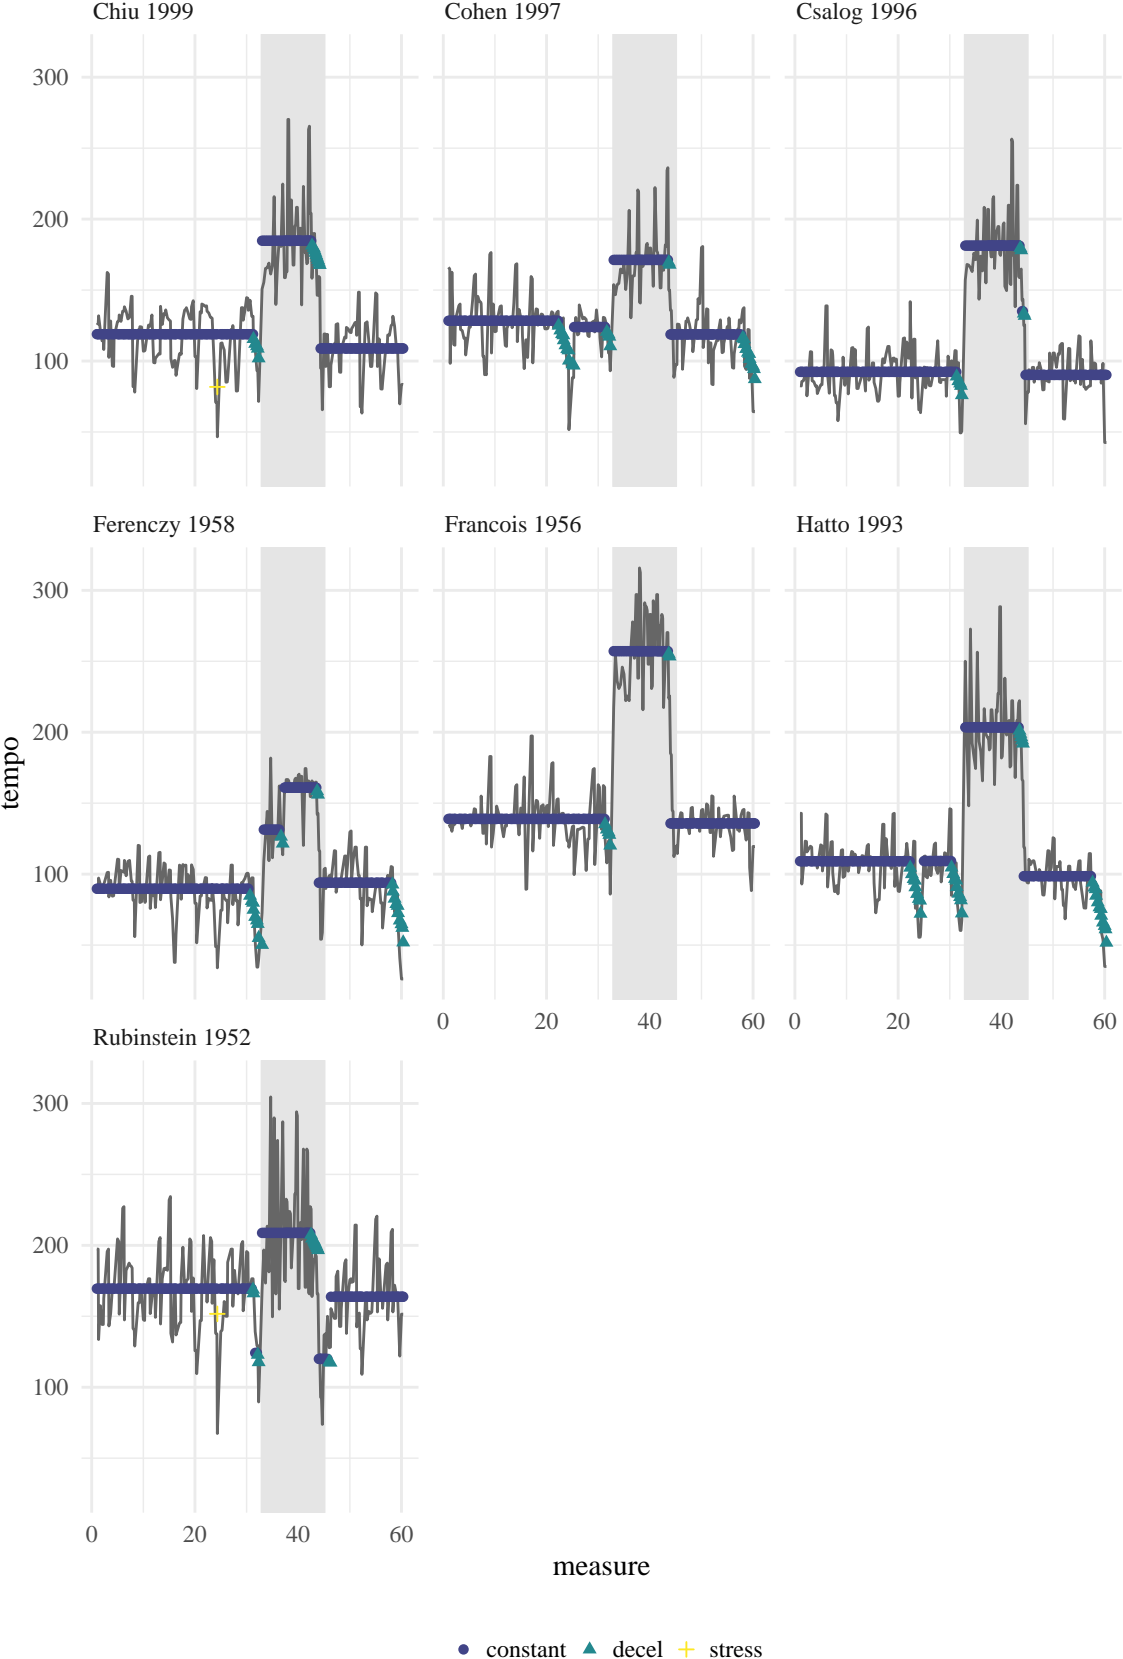 Chiu 1999 Cohen 1997 Csalog 1996
300
200
100
Ferenczy 1958 Francois 1956 Hatto 1993
300
200
100
0 20 40 60 0 20 40 60
Rubinstein 1952
300
200
100
0 20 40 60
tempo
measure
constant decel stress